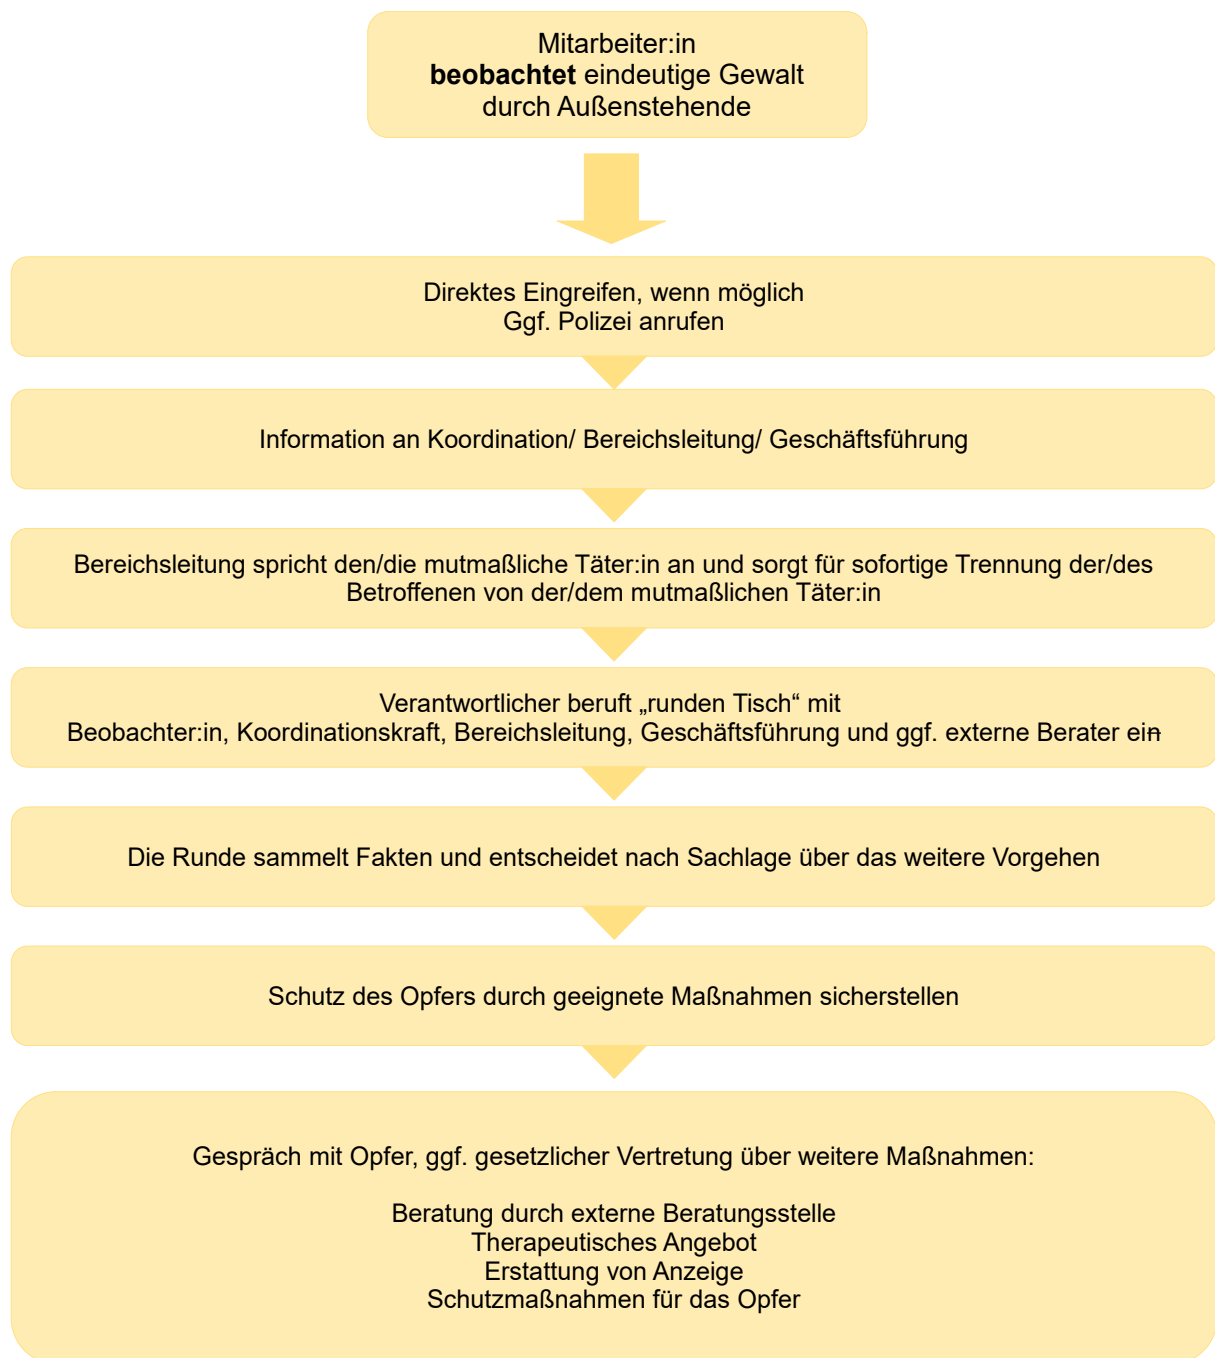 Mitarbeiter:in
beobachtet eindeutige Gewalt
durch Außenstehende
Direktes Eingreifen, wenn möglich
Ggf. Polizei anrufen
Information an Koordination/ Bereichsleitung/ Geschäftsführung
Bereichsleitung spricht den/die mutmaßliche Täter:in an und sorgt für sofortige Trennung der/des
Betroffenen von der/dem mutmaßlichen Täter:in
Verantwortlicher beruft „runden Tisch“ mit
Beobachter:in, Koordinationskraft, Bereichsleitung, Geschäftsführung und ggf. externe Berater ein
Die Runde sammelt Fakten und entscheidet nach Sachlage über das weitere Vorgehen
Schutz des Opfers durch geeignete Maßnahmen sicherstellen
Gespräch mit Opfer, ggf. gesetzlicher Vertretung über weitere Maßnahmen:
Beratung durch externe Beratungsstelle
Therapeutisches Angebot
Erstattung von Anzeige
Schutzmaßnahmen für das Opfer